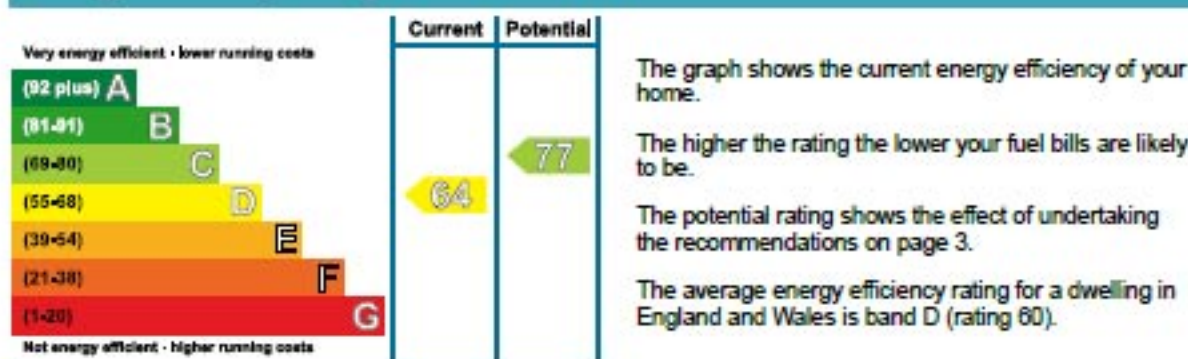 Current Potential
Very energy efficient - lower running costs
(92 plus) A
(81-91) B
(69-80) C
(55-68) D
(39-54) E
(21-38) F
(1-20) G
Not energy efficient - higher running costs
64
77
The graph shows the current energy efficiency of your
home.
The higher the rating the lower your fuel bills are likely
to be.
The potential rating shows the effect of undertaking
the recommendations on page 3.
The average energy efficiency rating for a dwelling in
England and Wales is band D (rating 60).